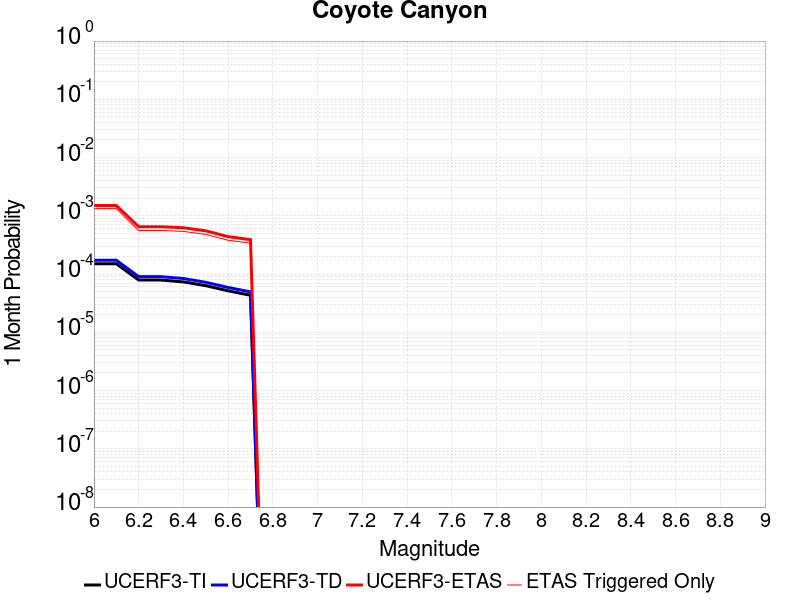 Coyote Canyon
10^0
10^-1
10^-2
10^-3
10^-4
10^-5
10^-6
10^-7
10^-8
1 Month Probability
6 6.2 6.4 6.6 6.8 7 7.2 7.4 7.6 7.8 8 8.2 8.4 8.6 8.8 9
Magnitude
UCERF3-TI UCERF3-TD UCERF3-ETAS ETAS Triggered Only